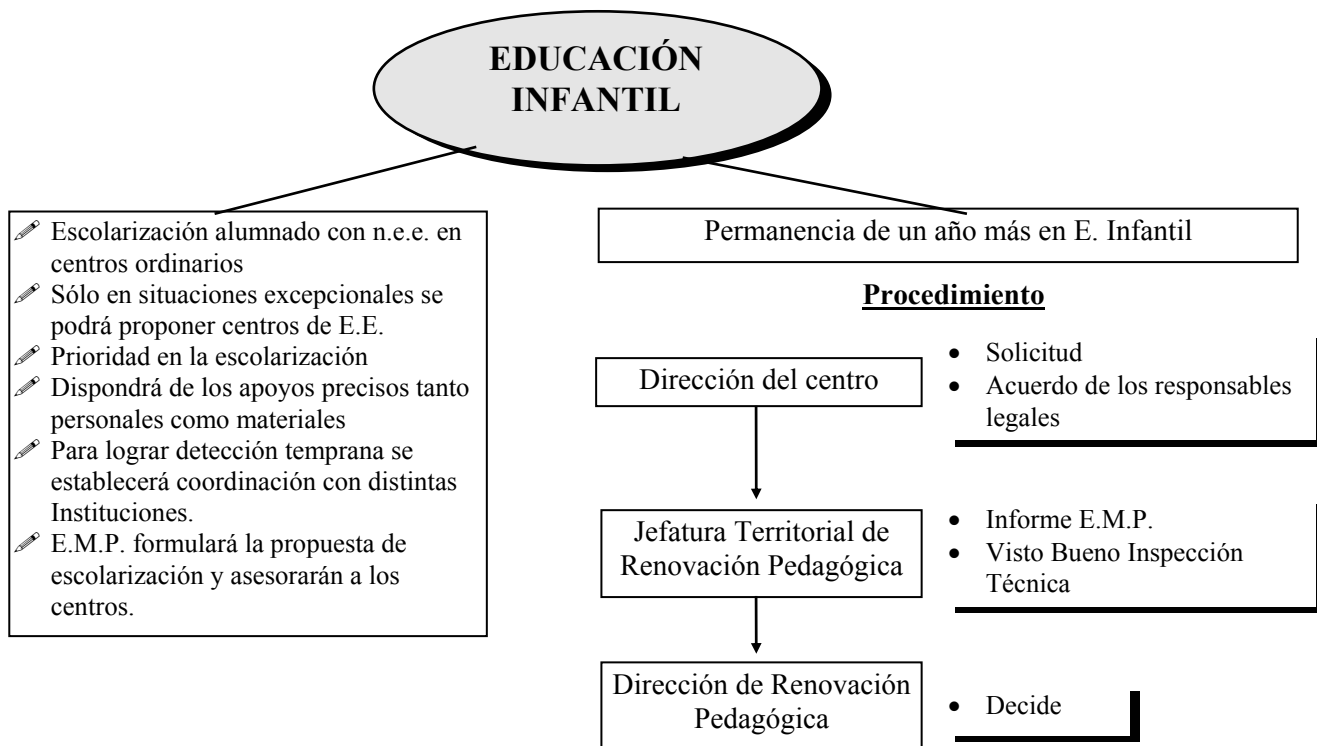 EDUCACIÓN
INFANTIL
Escolarización alumnado con n.e.e. en
centros ordinarios
Sólo en situaciones excepcionales se
podrá proponer centros de E.E.
Prioridad en la escolarización
Dispondrá de los apoyos precisos tanto
personales como materiales
Para lograr detección temprana se
establecerá coordinación con distintas
Instituciones.
E.M.P. formulará la propuesta de
escolarización y asesorarán a los
centros.
Permanencia de un año más en E. Infantil
Procedimiento
Dirección del centro
• Solicitud
• Acuerdo de los responsables
legales
Jefatura Territorial de
Renovación Pedagógica
• Informe E.M.P.
• Visto Bueno Inspección
Técnica
Dirección de Renovación
Pedagógica
• Decide